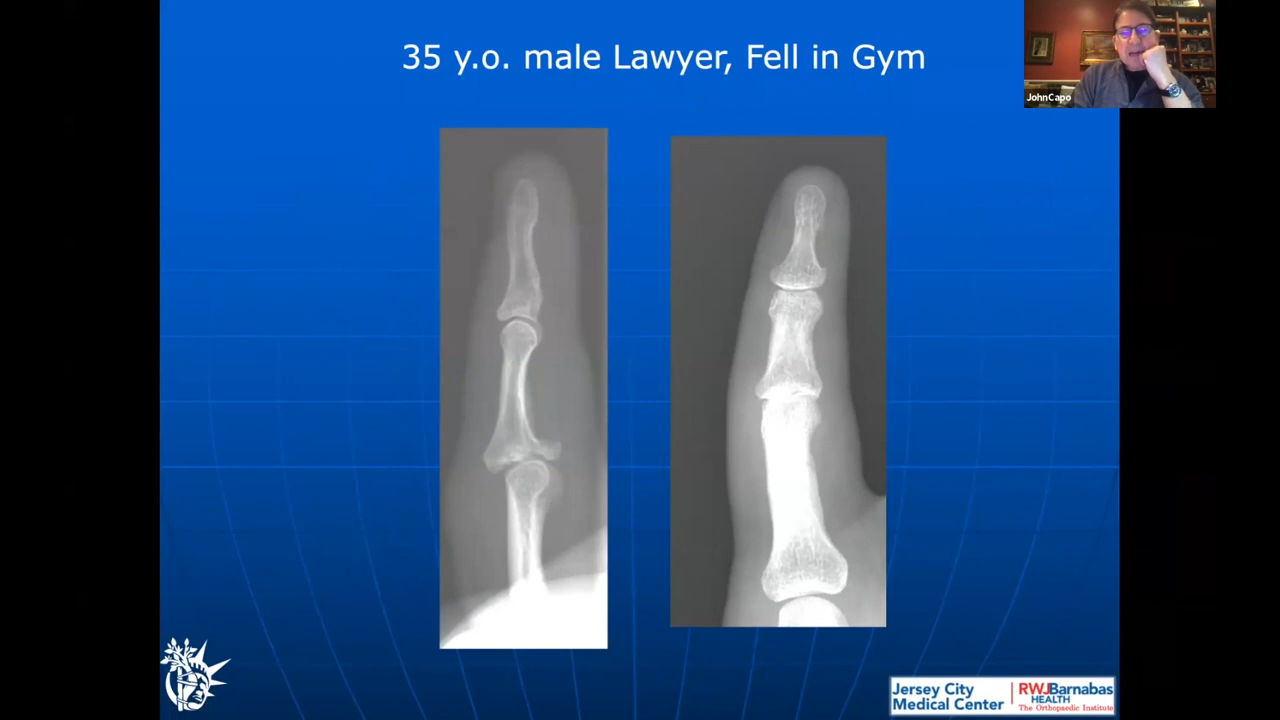 35 y.o. male Lawyer, Fell in Gym
JohnCapo
Jersey City
Medical Center
RWJBarnabas
HEALTH
The Orthopaedic Institute